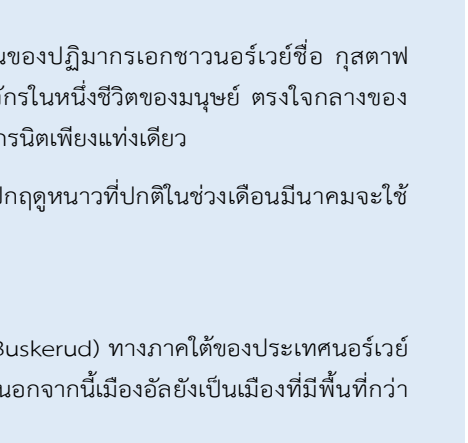 นของปฏิมากรเอกชาวนอร์เวย์ชื่อ กุสตาฟ
จักรในหนึ่งชีวิตของมนุษย์ ตรงใจกลางของ
กรนิตเพียงแท่งเดียว
ปกฤดูหนาวที่ปกติในช่วงเดือนมีนาคมจะใช้
Buskerud) ทางภาคใต้ของประเทศนอร์เวย์
นอกจากนี้เมืองอัลยังเป็นเมืองที่มีพื้นที่กว่า